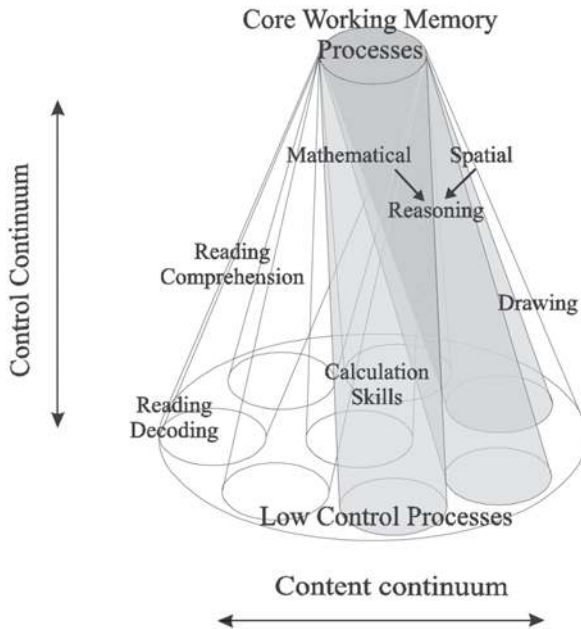 Core Working Memory
Processes
Control Continuum
Mathematical
Spatial
Reasoning
Reading
Comprehension
Drawing
Calculation
Skills
Reading
Decoding
Low Control Processes
Content continuum